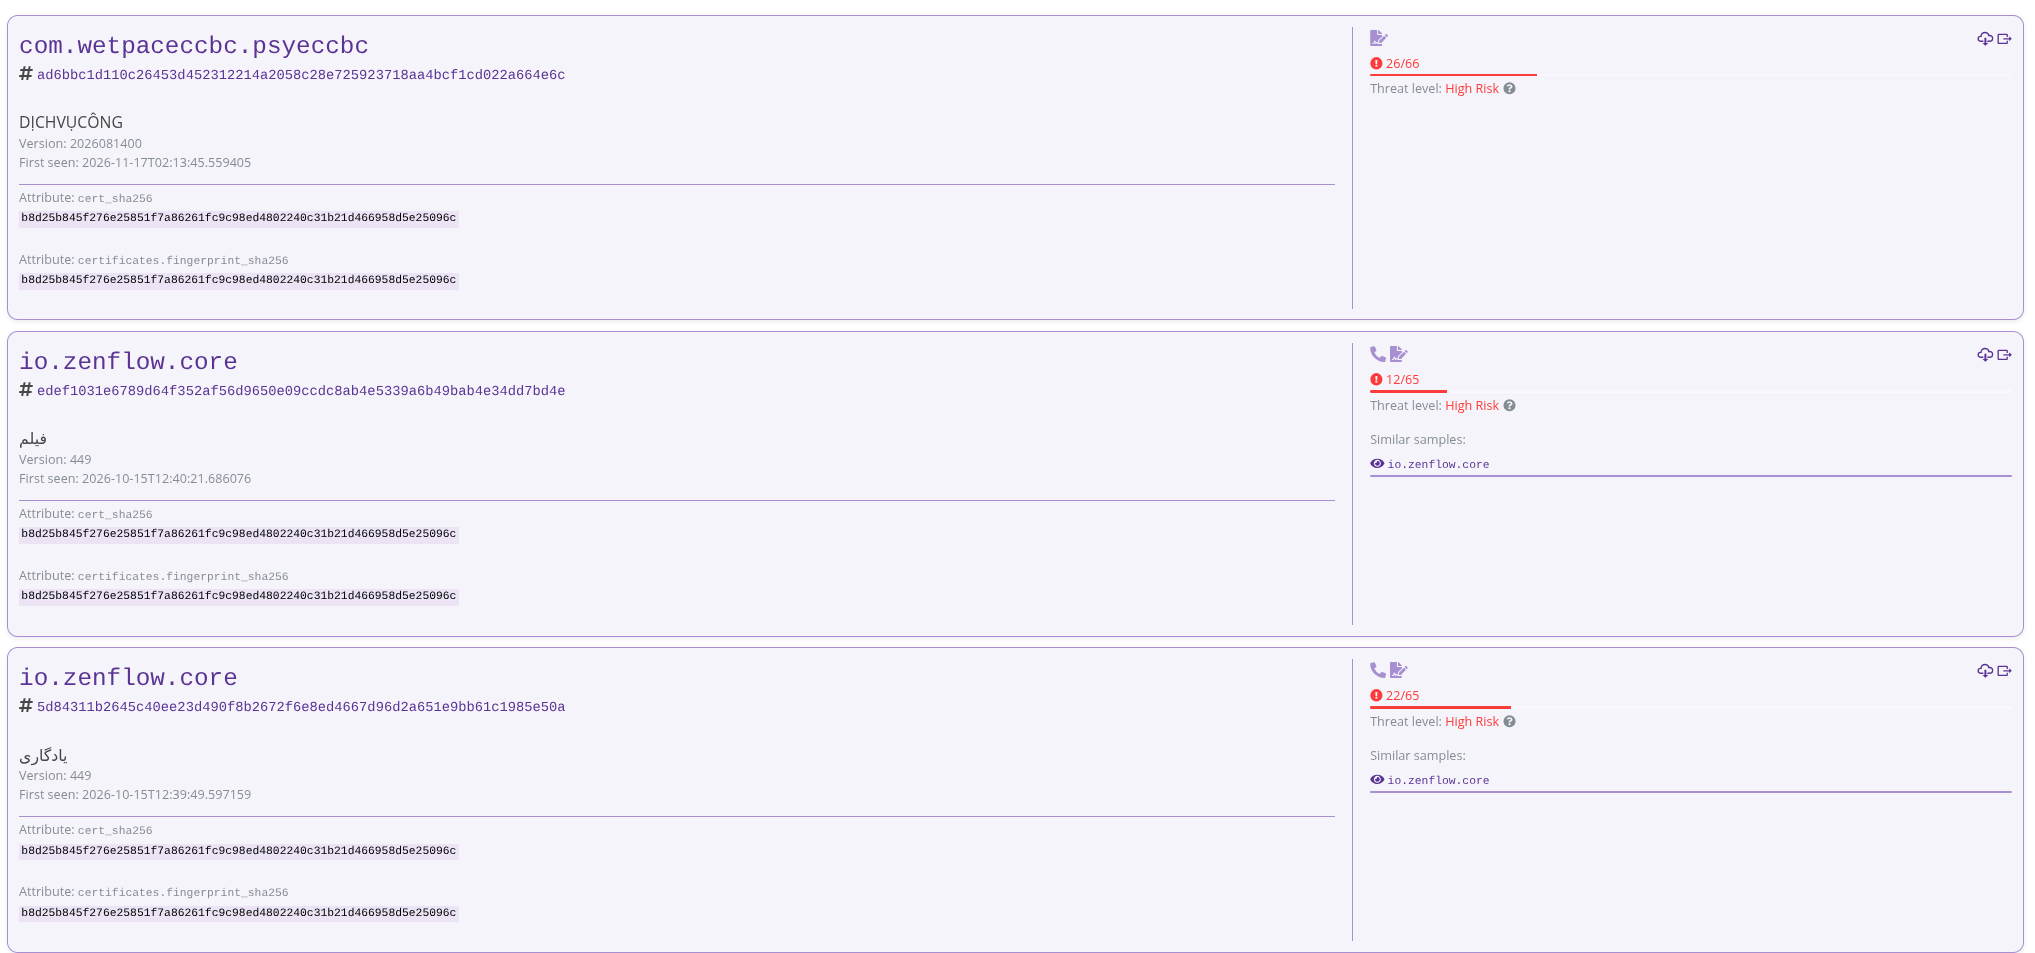 com.wetpaceccbc.psyeccbc
# ad6bbc1d110c26453d452312214a2058c28e725923718aa4bcf1cd022a664e6c
DỊCHVỤCÔNG
Version: 2026081400
First seen: 2026-11-17T02:13:45.559405
Attribute: cert_sha256
b8d25b845f276e25851f7a86261fc9c98ed4802240c31b21d466958d5e25096c
Attribute: certificates.fingerprint_sha256
b8d25b845f276e25851f7a86261fc9c98ed4802240c31b21d466958d5e25096c
26/66
Threat level: High Risk
io.zenflow.core
# edef1031e6789d64f352af56d9650e09ccdc8ab4e5339a6b49bab4e34dd7bd4e
فیلم
Version: 449
First seen: 2026-10-15T12:40:21.686076
Attribute: cert_sha256
b8d25b845f276e25851f7a86261fc9c98ed4802240c31b21d466958d5e25096c
Attribute: certificates.fingerprint_sha256
b8d25b845f276e25851f7a86261fc9c98ed4802240c31b21d466958d5e25096c
12/65
Threat level: High Risk
Similar samples:
io.zenflow.core
io.zenflow.core
# 5d84311b2645c40ee23d490f8b2672f6e8ed4667d96d2a651e9bb61c1985e50a
یادگاری
Version: 449
First seen: 2026-10-15T12:39:49.597159
Attribute: cert_sha256
b8d25b845f276e25851f7a86261fc9c98ed4802240c31b21d466958d5e25096c
Attribute: certificates.fingerprint_sha256
b8d25b845f276e25851f7a86261fc9c98ed4802240c31b21d466958d5e25096c
22/65
Threat level: High Risk
Similar samples:
io.zenflow.core